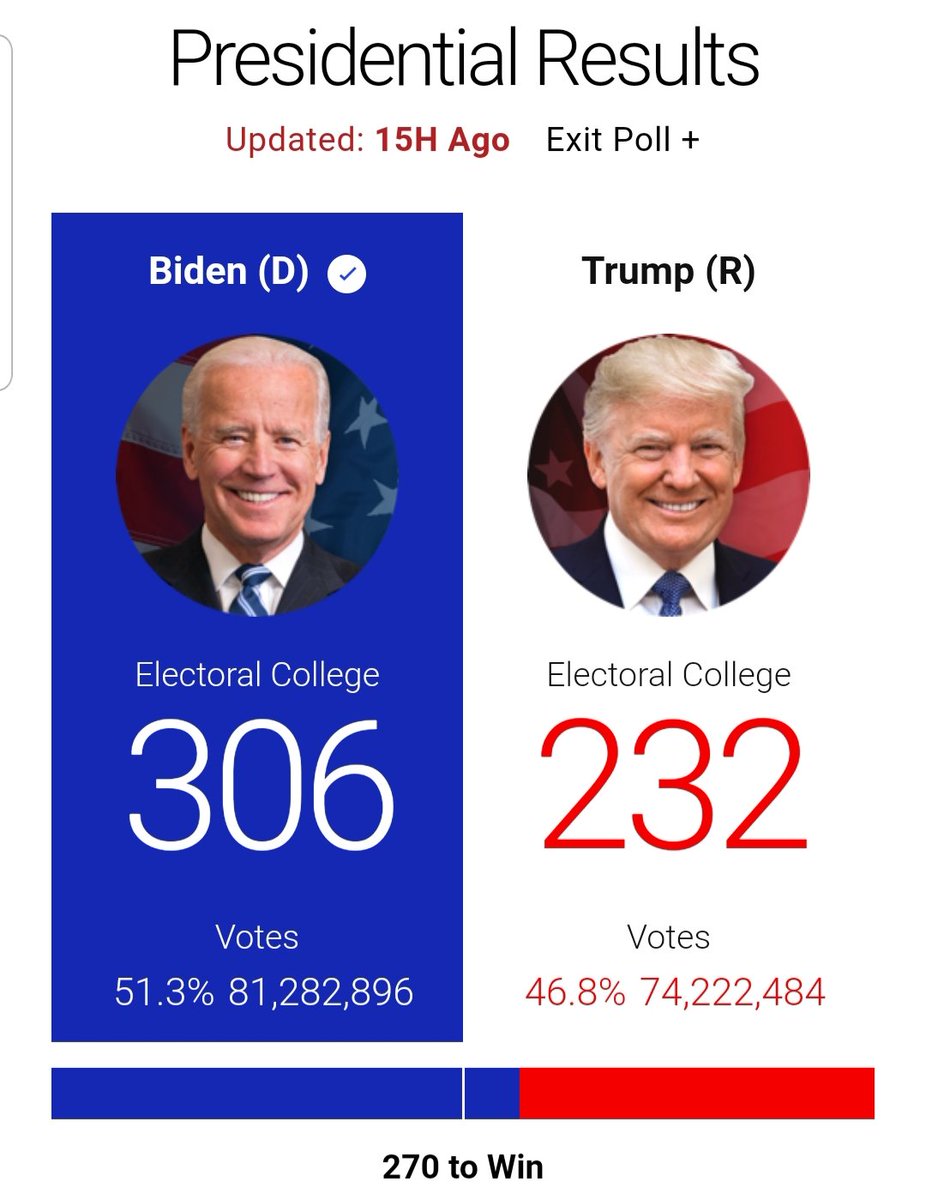 Presidential Results
Updated: 15H Ago Exit Poll +
Biden (D)
Trump (R)
Electoral College
306
Votes
51.3% 81,282,896
Electoral College
232
Votes
46.8% 74,222,484
270 to Win